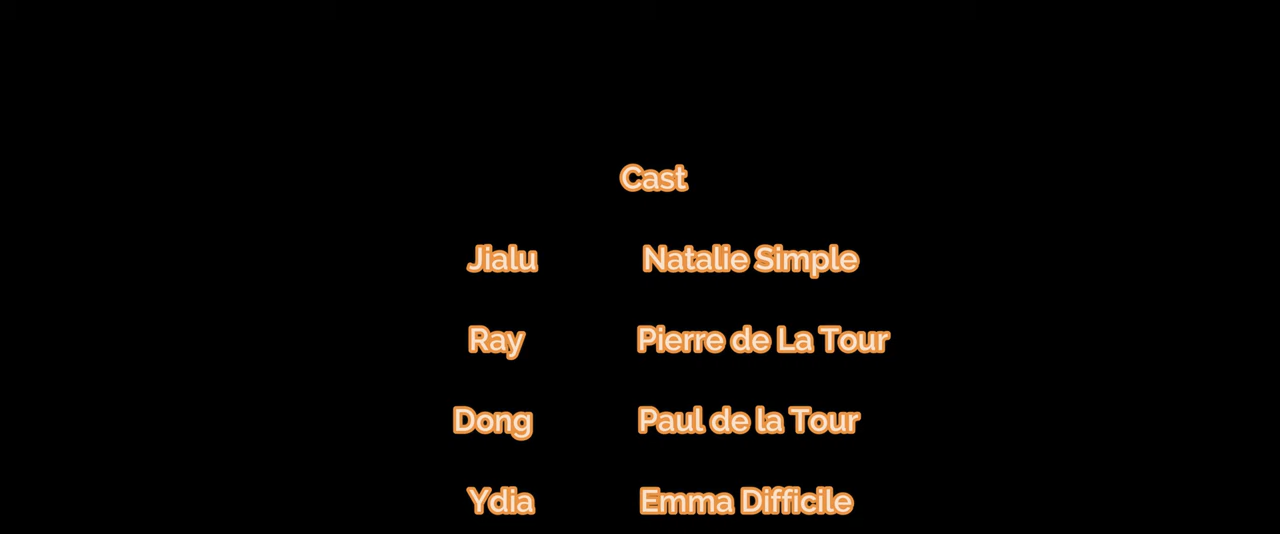 Cast
Jialu Natalie Simple
Ray Pierre de La Tour
Dong Paul de la Tour
Ydia Emma Difficile